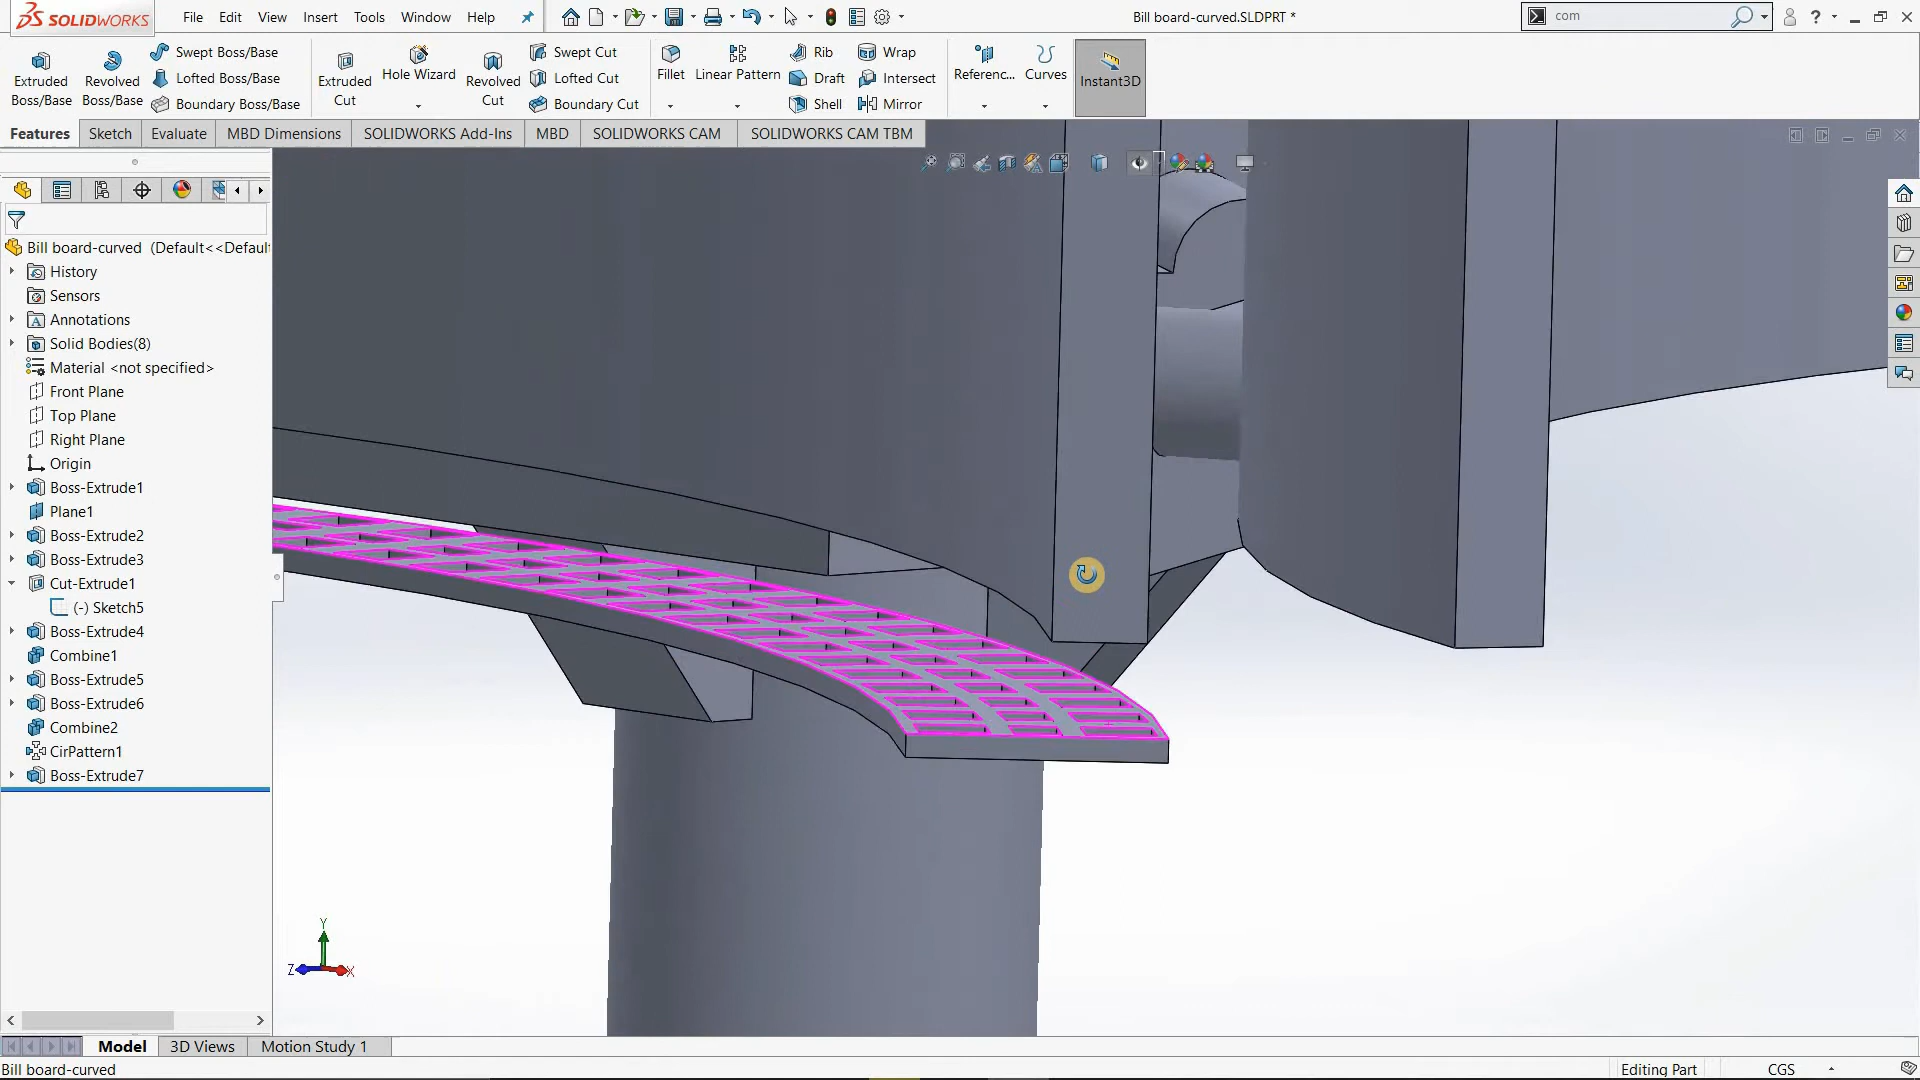 SOLIDWORKS File Edit View Insert Tools Window Help Bill board-curved.SLDPRT * com ?
Extruded Boss/Base
Revolved Boss/Base
Swept Boss/Base
Lofted Boss/Base
Boundary Boss/Base
Extruded Cut
Hole Wizard
Revolved Cut
Swept Cut
Lofted Cut
Boundary Cut
Fillet
Linear Pattern
Rib
Draft
Shell
Wrap
Intersect
Mirror
Referenc...
Curves
Instant3D
Features Sketch Evaluate MBD Dimensions SOLIDWORKS Add-Ins MBD SOLIDWORKS CAM SOLIDWORKS CAM TBM
Bill board-curved (Default<<Defaul
History
Sensors
Annotations
Solid Bodies(8)
Material <not specified>
Front Plane
Top Plane
Right Plane
Origin
Boss-Extrude1
Plane1
Boss-Extrude2
Boss-Extrude3
Cut-Extrude1
(-) Sketch5
Boss-Extrude4
Combine1
Boss-Extrude5
Boss-Extrude6
Combine2
CirPattern1
Boss-Extrude7
Y
Z X
Model 3D Views Motion Study 1
Bill board-curved Editing Part CGS